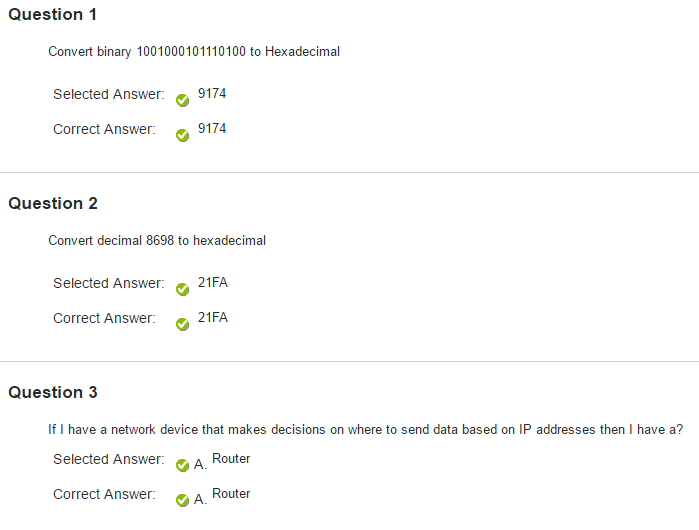 Question 1
Convert binary 1001000101110100 to Hexadecimal
Selected Answer: 9174
Correct Answer: 9174
Question 2
Convert decimal 8698 to hexadecimal
Selected Answer: 21FA
Correct Answer: 21FA
Question 3
If I have a network device that makes decisions on where to send data based on IP addresses then I have a?
Selected Answer: A. Router
Correct Answer: A. Router